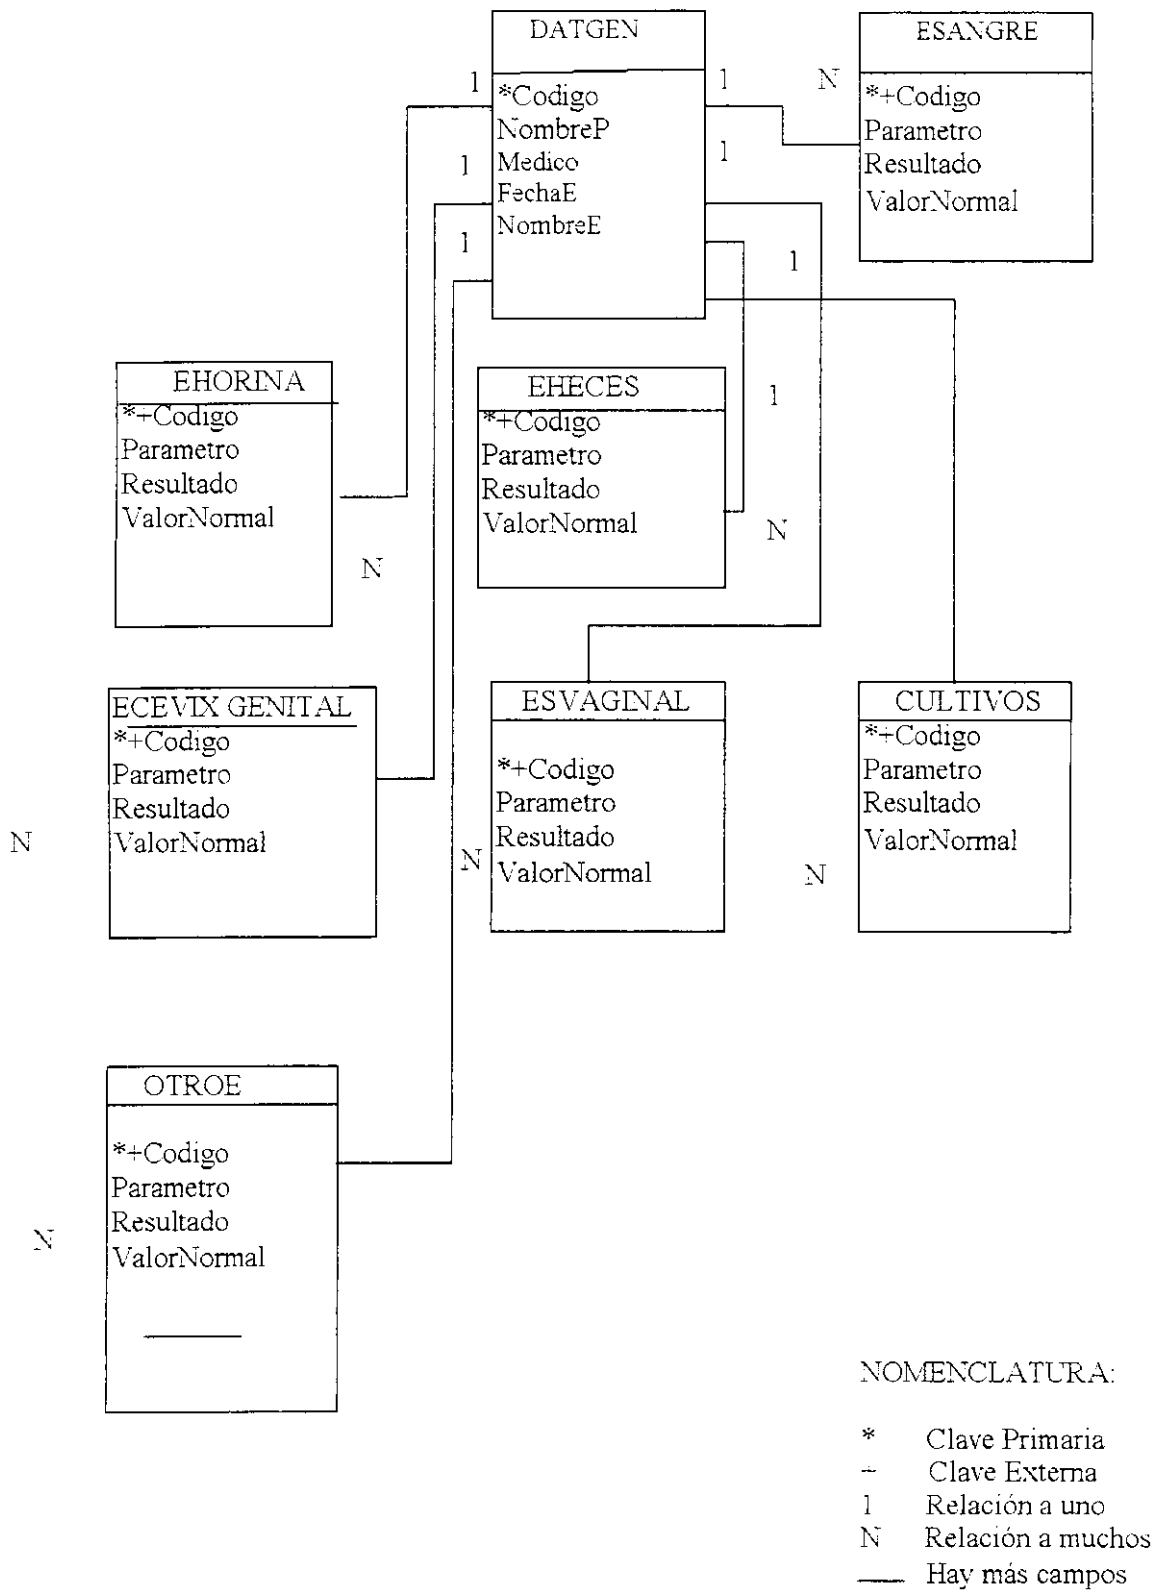 DATGEN
*Codigo
NombreP
Medico
FechaE
NombreE
1
1
1
1
1
1
1
N
ESANGRE
*+Codigo
Parametro
Resultado
ValorNormal
EHORINA
*+Codigo
Parametro
Resultado
ValorNormal
N
EHECES
*+Codigo
Parametro
Resultado
ValorNormal
N
ECEVIX GENITAL
*+Codigo
Parametro
Resultado
ValorNormal
N
ESVAGINAL
*+Codigo
Parametro
Resultado
ValorNormal
N
CULTIVOS
*+Codigo
Parametro
Resultado
ValorNormal
N
OTROE
*+Codigo
Parametro
Resultado
ValorNormal
N
NOMENCLATURA:
* Clave Primaria
+ Clave Externa
1 Relación a uno
N Relación a muchos
___ Hay más campos